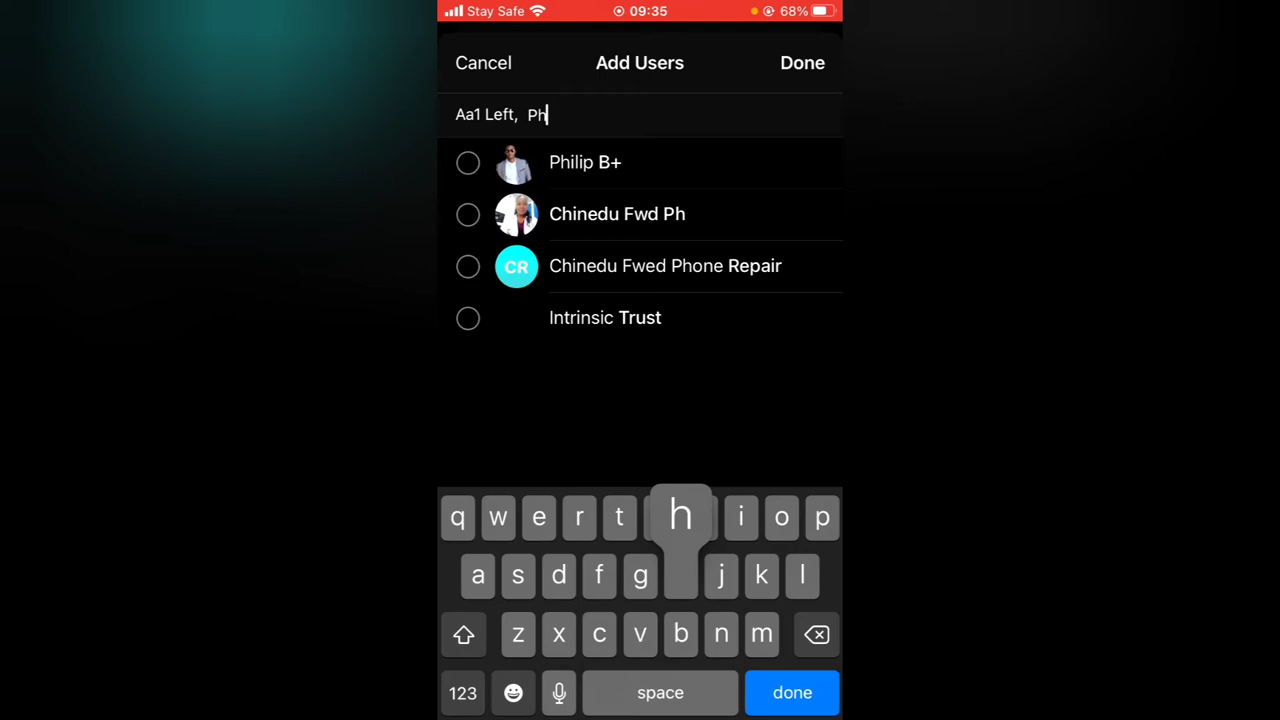 Stay Safe 09:35 68%
Cancel Add Users Done
Aa1 Left, Ph
Philip B+
Chinedu Fwd Ph
CR Chinedu Fwed Phone Repair
Intrinsic Trust
q w e r t h i o p
a s d f g j k l
z x c v b n m
123 space done